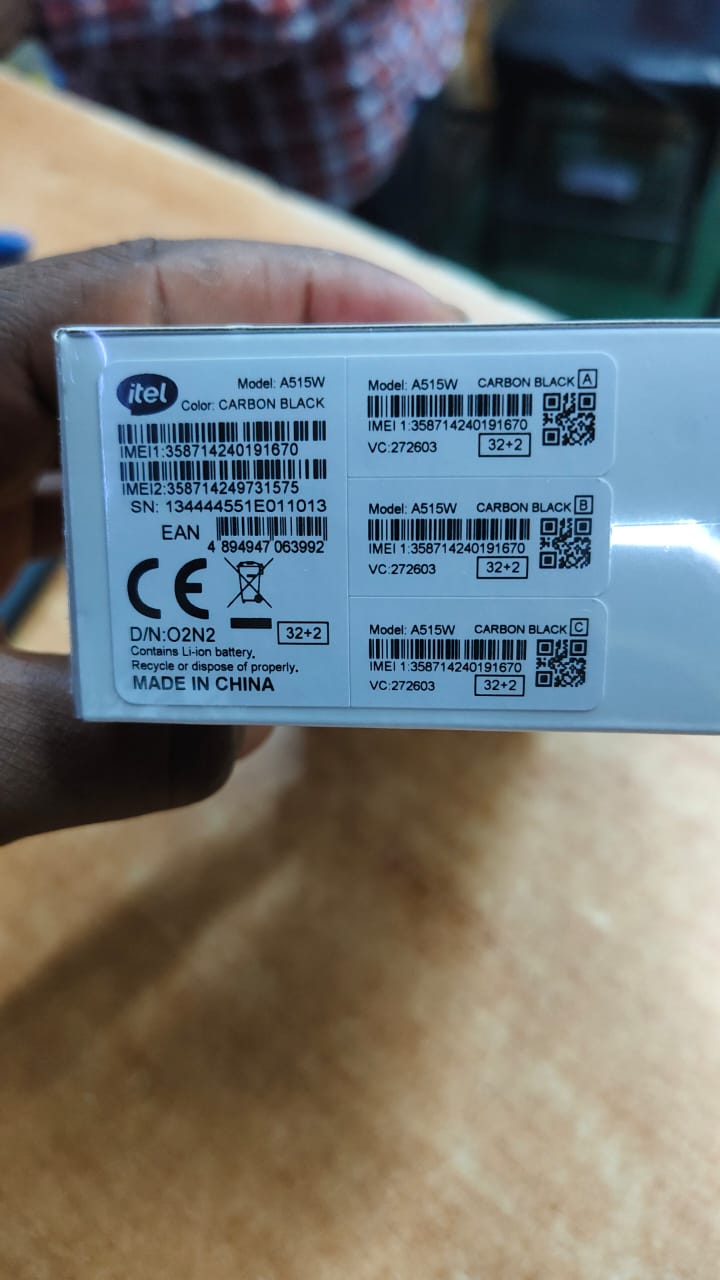 itel
Model: A515W
Color: CARBON BLACK
IMEI1:358714240191670
IMEI2:358714249731575
SN: 134444551E011013
EAN
4 894947 063992
CE
D/N:O2N2
32+2
Contains Li-ion battery.
Recycle or dispose of properly.
MADE IN CHINA
Model: A515W CARBON BLACK A
IMEI 1:358714240191670
VC:272603 32+2
Model: A515W CARBON BLACK B
IMEI 1:358714240191670
VC:272603 32+2
Model: A515W CARBON BLACK C
IMEI 1:358714240191670
VC:272603 32+2